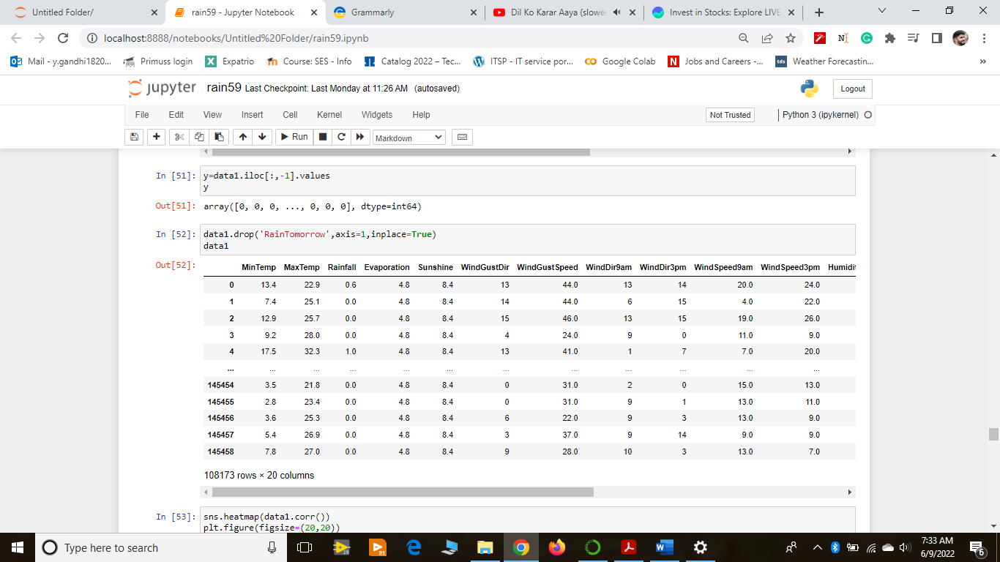 Untitled Folder/
rain59 - Jupyter Notebook
Grammarly
Dil Ko Karar Aaya (slowe
Invest in Stocks: Explore LIVE
localhost:8888/notebooks/Untitled%20Folder/rain59.ipynb
Mail - y.gandhi1820... Primuss login Expatrio Course: SES - Info Catalog 2022 – Tec... ITSP - IT service por... Google Colab Jobs and Careers -... Weather Forecastin...
jupyter rain59 Last Checkpoint: Last Monday at 11:26 AM (autosaved) Logout
File Edit View Insert Cell Kernel Widgets Help Not Trusted Python 3 (ipykernel)
Run Markdown
In [51]: y=data1.iloc[:,-1].values
y
Out[51]: array([0, 0, 0, ..., 0, 0, 0], dtype=int64)
In [52]: data1.drop('RainTomorrow',axis=1,inplace=True)
data1
Out[52]:
MinTemp MaxTemp Rainfall Evaporation Sunshine WindGustDir WindGustSpeed WindDir9am WindDir3pm WindSpeed9am WindSpeed3pm Humidit
0 13.4 22.9 0.6 4.8 8.4 13 44.0 13 14 20.0 24.0
1 7.4 25.1 0.0 4.8 8.4 14 44.0 6 15 4.0 22.0
2 12.9 25.7 0.0 4.8 8.4 15 46.0 13 15 19.0 26.0
3 9.2 28.0 0.0 4.8 8.4 4 24.0 9 0 11.0 9.0
4 17.5 32.3 1.0 4.8 8.4 13 41.0 1 7 7.0 20.0
... ... ... ... ... ... ... ... ... ... ... ...
145454 3.5 21.8 0.0 4.8 8.4 0 31.0 2 0 15.0 13.0
145455 2.8 23.4 0.0 4.8 8.4 0 31.0 9 1 13.0 11.0
145456 3.6 25.3 0.0 4.8 8.4 6 22.0 9 3 13.0 9.0
145457 5.4 26.9 0.0 4.8 8.4 3 37.0 9 14 9.0 9.0
145458 7.8 27.0 0.0 4.8 8.4 9 28.0 10 3 13.0 7.0
108173 rows × 20 columns
In [53]: sns.heatmap(data1.corr())
plt.figure(figsize=(20,20))
Type here to search
7:33 AM
6/9/2022
6